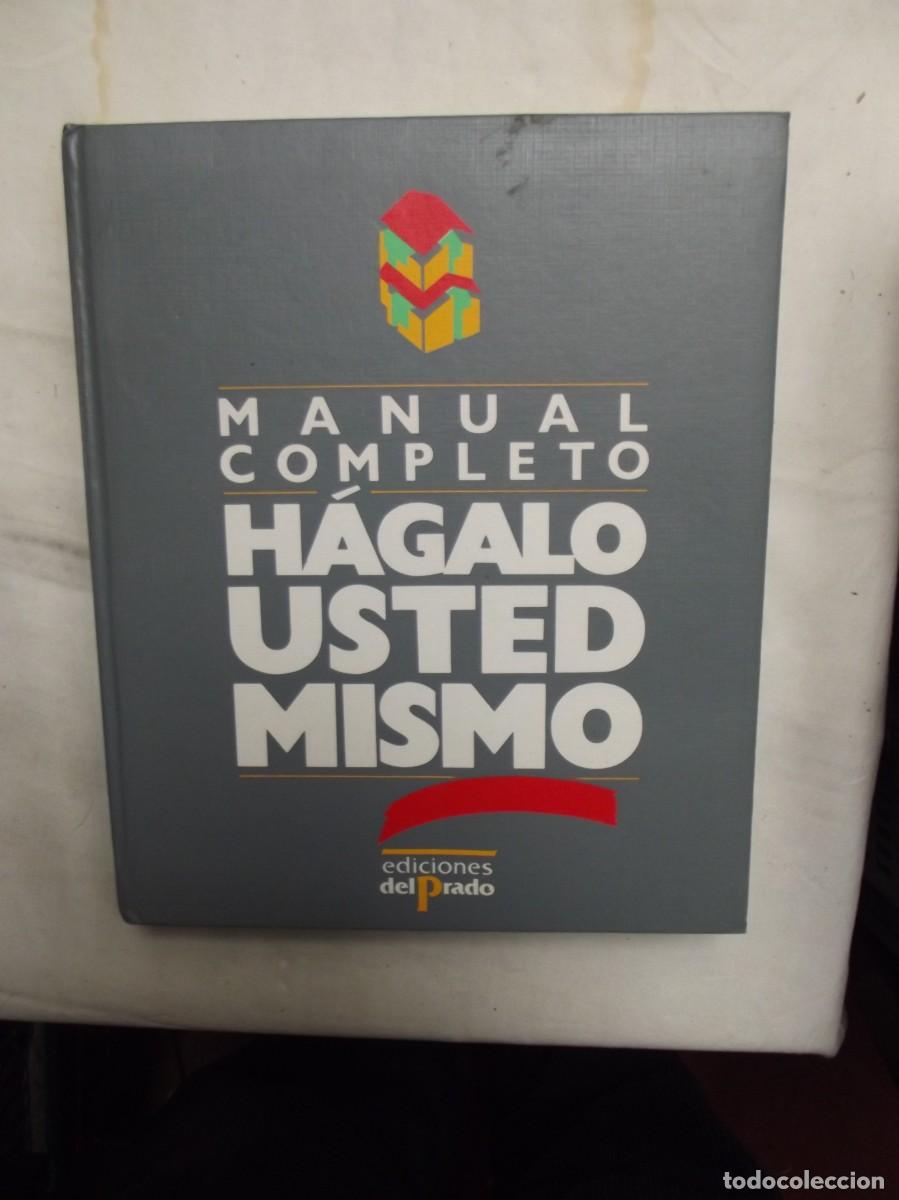 MANUAL
COMPLETO
HÁGALO
USTED
MISMO
ediciones
del Prado
todocoleccion